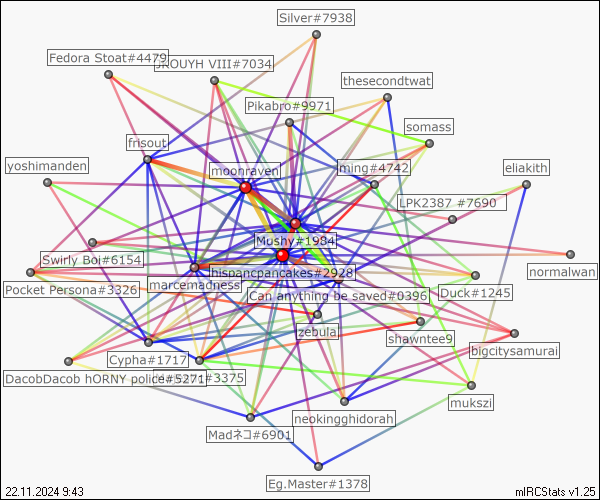 Silver#7938
Fedora Stoat#4479
JROUYH VIII#7034
thesecondtwat
Pikabro#9971
somass
frisout
moonraven
ming#4742
eliakith
yoshimanden
LPK2387 #7690
Mushy#1984
Swirly Boi#6154
hispancpancakes#2928
normalwan
Pocket Persona#3326
marcemadness
Can anything be saved#0396
Duck#1245
zebula
shawntee9
Cypha#1717
bigcitysamurai
DacobDacob hORNY police#5271
#3375
mukszi
neokingghidorah
Madネコ#6901
Eg.Master#1378
22.11.2024 9:43
mIRCStats v1.25